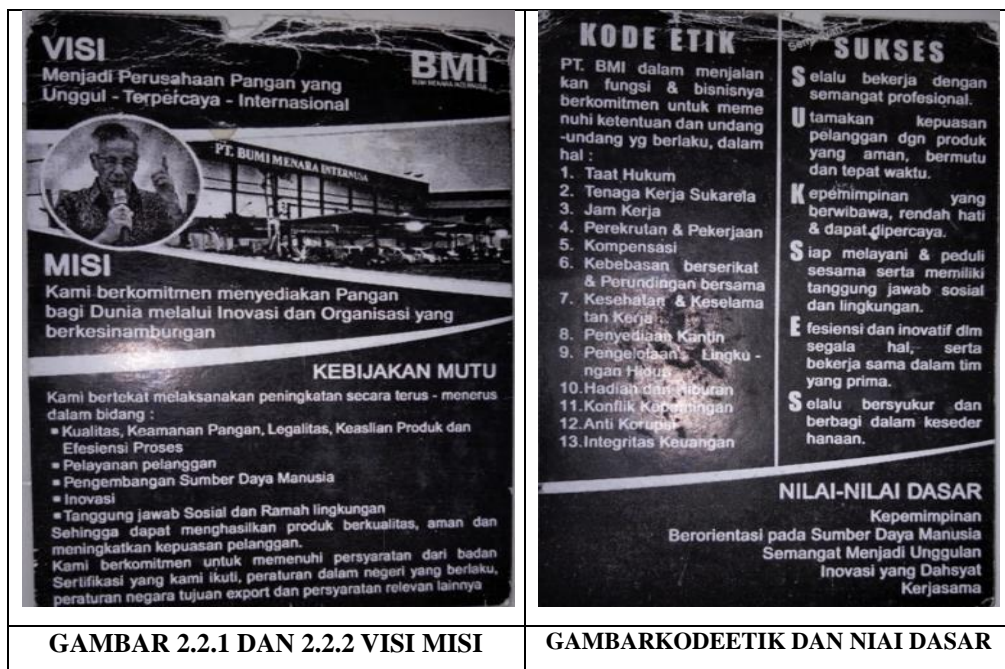 VISI
BMI
BUMI MENARA INTERNUSA
Menjadi Perusahaan Pangan yang
Unggul - Terpercaya - Internasional
PT. BUMI MENARA INTERNUSA
MISI
Kami berkomitmen menyediakan Pangan
bagi Dunia melalui Inovasi dan Organisasi yang
berkesinambungan
KEBIJAKAN MUTU
Kami bertekat melaksanakan peningkatan secara terus - menerus
dalam bidang :
Kualitas, Keamanan Pangan, Legalitas, Keaslian Produk dan
Efesiensi Proses
Pelayanan pelanggan
Pengembangan Sumber Daya Manusia
Inovasi
Tanggung jawab Sosial dan Ramah lingkungan
Sehingga dapat menghasilkan produk berkualitas, aman dan
meningkatkan kepuasan pelanggan.
Kami berkomitmen untuk memenuhi persyaratan dari badan
Sertifikasi yang kami ikuti, peraturan dalam negeri yang berlaku,
peraturan negara tujuan export dan persyaratan relevan lainnya
GAMBAR 2.2.1 DAN 2.2.2 VISI MISI
KODE ETIK
PT. BMI dalam menjalan
kan fungsi & bisnisnya
berkomitmen untuk meme
nuhi ketentuan dan undang
-undang yg berlaku, dalam
hal :
1. Taat Hukum
2. Tenaga Kerja Sukarela
3. Jam Kerja
4. Perekrutan & Pekerjaan
5. Kompensasi
6. Kebebasan berserikat
& Perundingan bersama
7. Kesehatan & Keselama
tan Kerja
8. Penyediaan Kantin
9. Pengelolaan Lingku -
ngan Hidup
10. Hadiah dan Hiburan
11. Konflik Kepentingan
12. Anti Korupsi
13. Integritas Keuangan
SUKSES
Selalu bekerja dengan
semangat profesional.
Utamakan kepuasan
pelanggan dgn produk
yang aman, bermutu
dan tepat waktu.
Kepemimpinan yang
berwibawa, rendah hati
& dapat dipercaya.
Siap melayani & peduli
sesama serta memiliki
tanggung jawab sosial
dan lingkungan.
Efesiensi dan inovatif dlm
segala hal, serta
bekerja sama dalam tim
yang prima.
Selalu bersyukur dan
berbagi dalam keseder
hanaan.
NILAI-NILAI DASAR
Kepemimpinan
Berorientasi pada Sumber Daya Manusia
Semangat Menjadi Unggulan
Inovasi yang Dahsyat
Kerjasama
GAMBARKODEETIK DAN NIAI DASAR